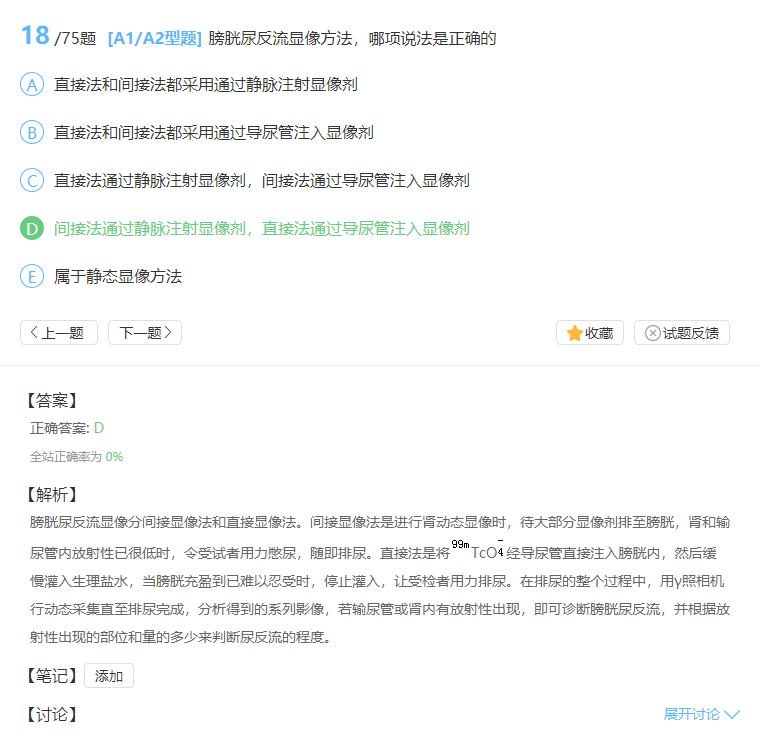 18 /75题 [A1/A2型题] 膀胱尿反流显像方法，哪项说法是正确的
A 直接法和间接法都采用通过静脉注射显像剂
B 直接法和间接法都采用通过导尿管注入显像剂
C 直接法通过静脉注射显像剂，间接法通过导尿管注入显像剂
D 间接法通过静脉注射显像剂，直接法通过导尿管注入显像剂
E 属于静态显像方法
上一题 下一题 收藏 试题反馈
【答案】
正确答案: D
全站正确率为 0%
【解析】
膀胱尿反流显像分间接显像法和直接显像法。间接显像法是进行肾动态显像时，待大部分显像剂排至膀胱，肾和输
尿管内放射性已很低时，令受试者用力憋尿，随即排尿。直接法是将⁹⁹ᵐTcO₄⁻经导尿管直接注入膀胱内，然后缓
慢灌入生理盐水，当膀胱充盈到已难以忍受时，停止灌入，让受检者用力排尿。在排尿的整个过程中，用γ照相机
行动态采集直至排尿完成，分析得到的系列影像，若输尿管或肾内有放射性出现，即可诊断膀胱尿反流，并根据放
射性出现的部位和量的多少来判断尿反流的程度。
【笔记】 添加
【讨论】 展开讨论